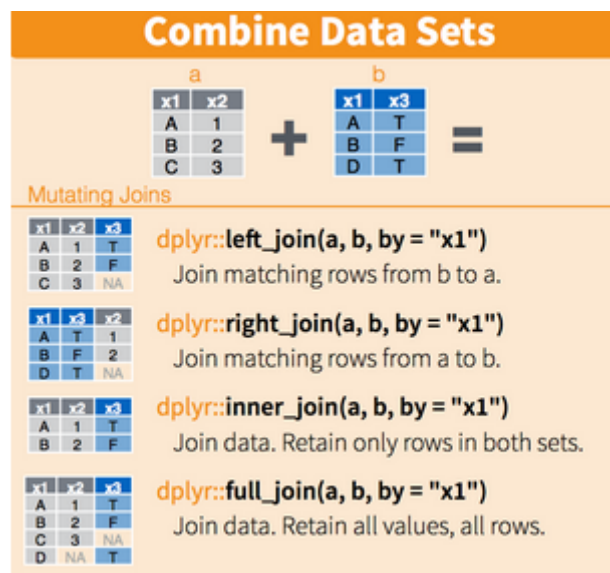 Combine Data Sets
a b
x1 x2 x1 x3
A 1 A T
B 2 + B F =
C 3 D T
Mutating Joins
x1 x2 x3
A 1 T
B 2 F
C 3 NA
dplyr::left_join(a, b, by = "x1")
Join matching rows from b to a.
x1 x3 x2
A T 1
B F 2
D T NA
dplyr::right_join(a, b, by = "x1")
Join matching rows from a to b.
x1 x2 x3
A 1 T
B 2 F
dplyr::inner_join(a, b, by = "x1")
Join data. Retain only rows in both sets.
x1 x2 x3
A 1 T
B 2 F
C 3 NA
D NA T
dplyr::full_join(a, b, by = "x1")
Join data. Retain all values, all rows.